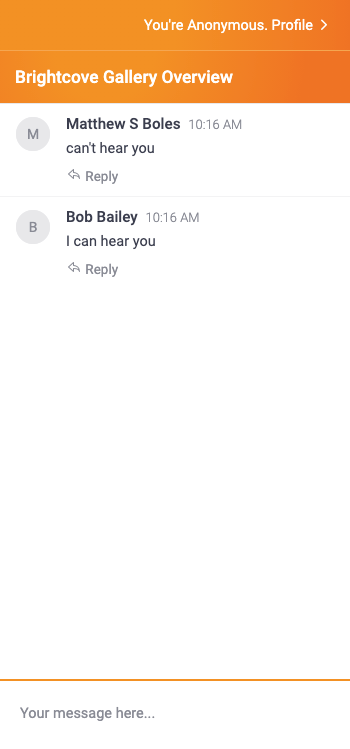 You're Anonymous. Profile >
Brightcove Gallery Overview
M
Matthew S Boles 10:16 AM
can't hear you
Reply
B
Bob Bailey 10:16 AM
I can hear you
Reply
Your message here...